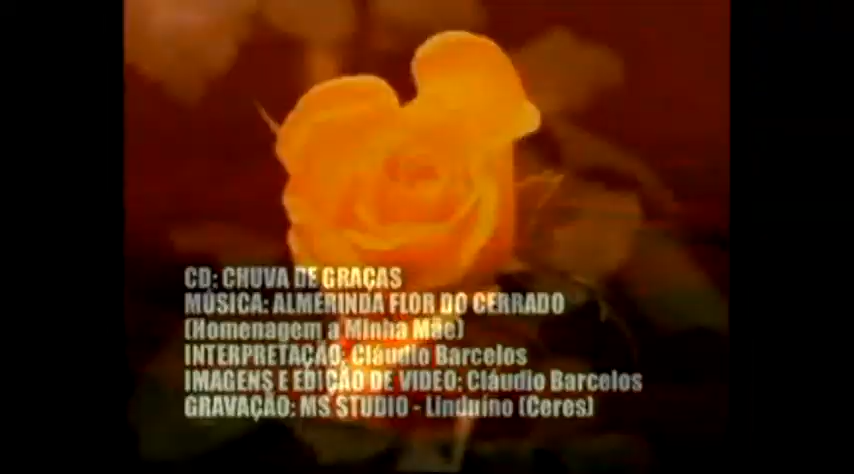 CD: CHUVA DE GRAÇAS
MÚSICA: ALMERINDA FLOR DO CERRADO
(Homenagem a Minha Mãe)
INTERPRETAÇÃO: Cláudio Barcelos
IMAGENS E EDIÇÃO DE VIDEO: Cláudio Barcelos
GRAVAÇÃO: MS STUDIO - Linduíno (Ceres)